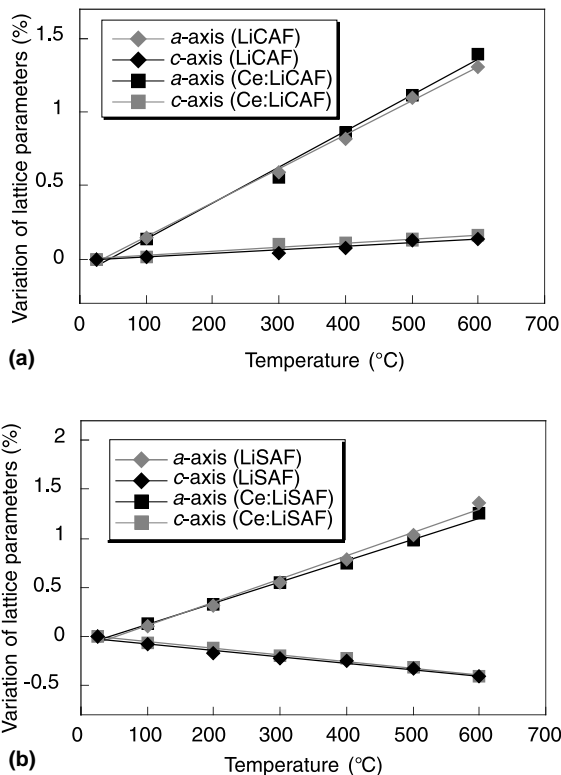 Variation of lattice parameters (%)
1.5
1
0.5
0
a-axis (LiCAF)
c-axis (LiCAF)
a-axis (Ce:LiCAF)
c-axis (Ce:LiCAF)
100 200 300 400 500 600 700
Temperature (°C)
(a)
Variation of lattice parameters (%)
2
1.5
1
0.5
0
-0.5
a-axis (LiSAF)
c-axis (LiSAF)
a-axis (Ce:LiSAF)
c-axis (Ce:LiSAF)
0 100 200 300 400 500 600 700
Temperature (°C)
(b)